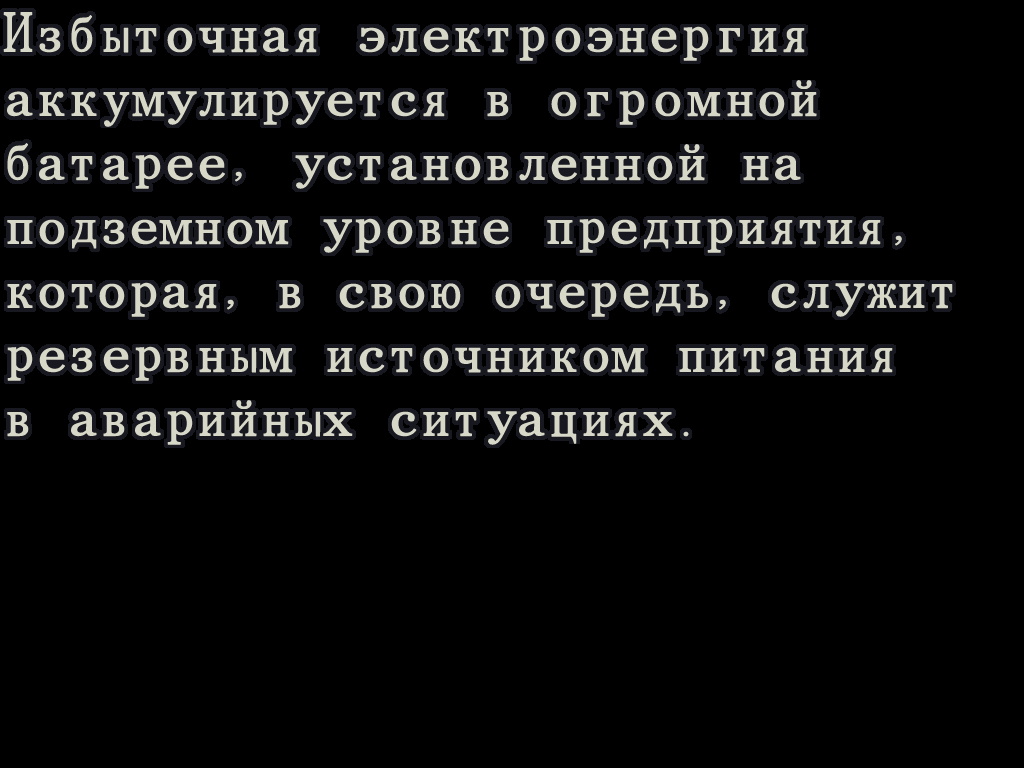 Избыточная электроэнергия
аккумулируется в огромной
батарее, установленной на
подземном уровне предприятия,
которая, в свою очередь, служит
резервным источником питания
в аварийных ситуациях.